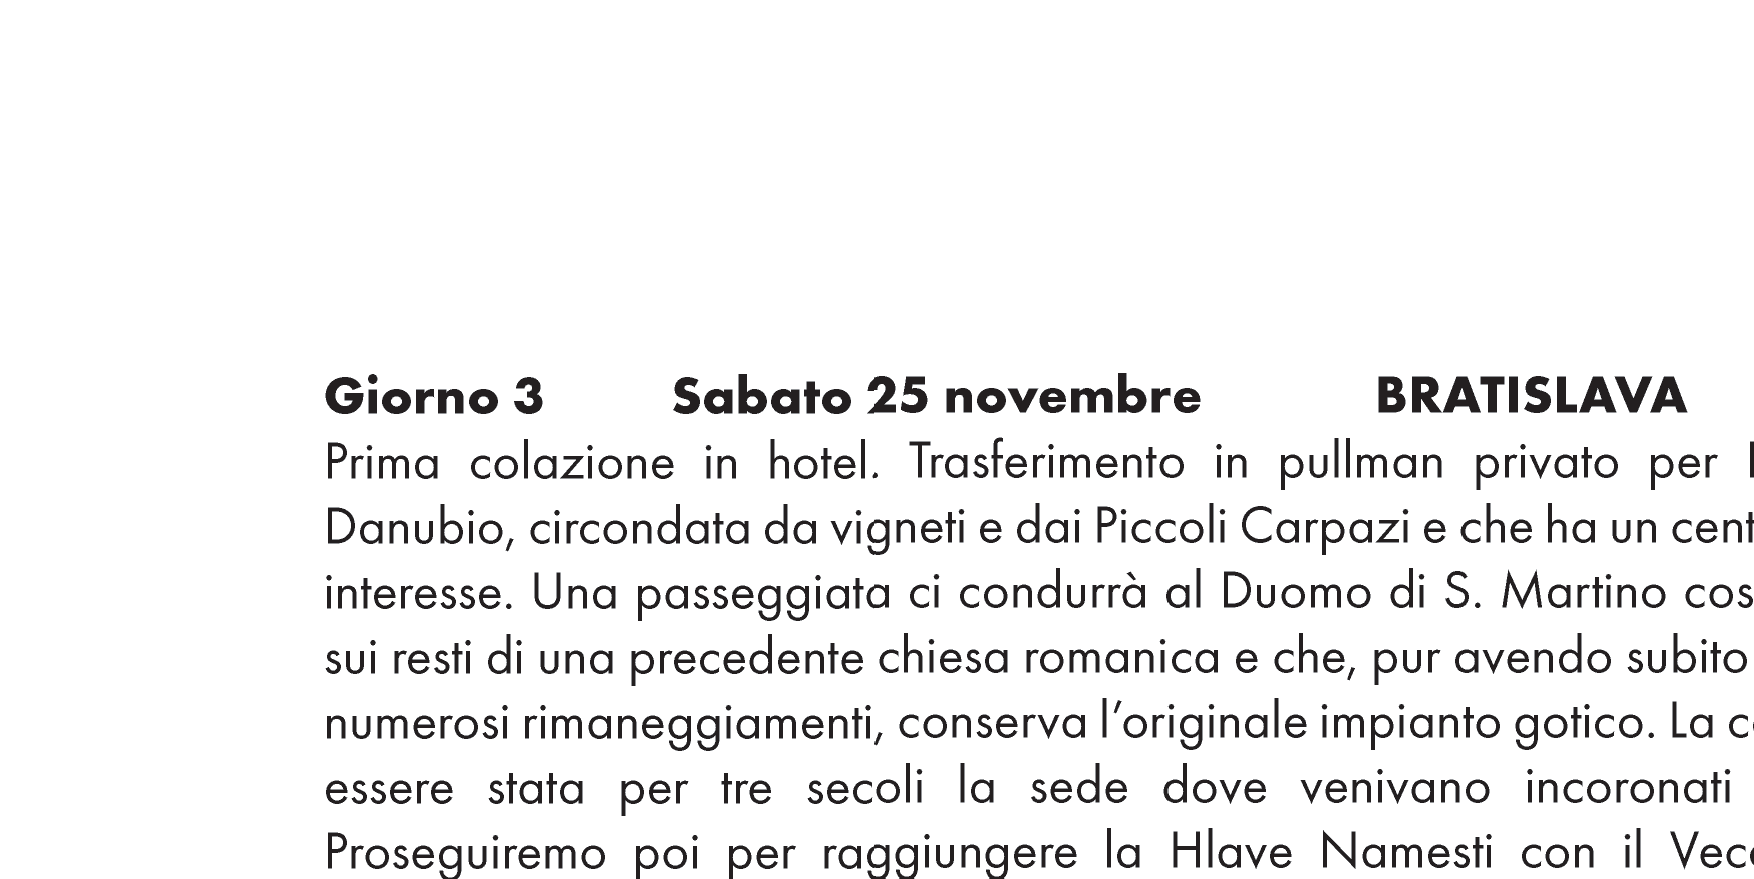 Giorno 3 Sabato 25 novembre BRATISLAVA
Prima colazione in hotel. Trasferimento in pullman privato per
Danubio, circondata da vigneti e dai Piccoli Carpazi e che ha un cent
interesse. Una passeggiata ci condurrà al Duomo di S. Martino cos
sui resti di una precedente chiesa romanica e che, pur avendo subito
numerosi rimaneggiamenti, conserva l’originale impianto gotico. La
essere stata per tre secoli la sede dove venivano incoronati
Proseguiremo poi per raggiungere la Hlave Namesti con il